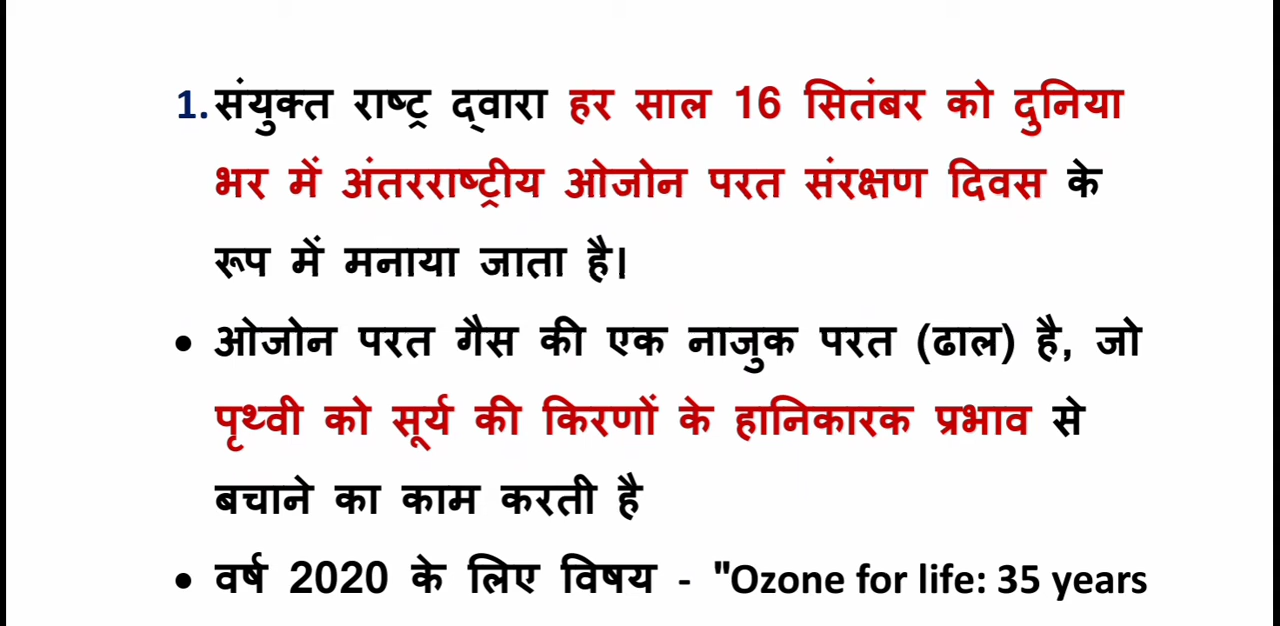 1. संयुक्त राष्ट्र द्वारा हर साल 16 सितंबर को दुनिया
भर में अंतरराष्ट्रीय ओजोन परत संरक्षण दिवस के
रूप में मनाया जाता है।
• ओजोन परत गैस की एक नाजुक परत (ढाल) है, जो
पृथ्वी को सूर्य की किरणों के हानिकारक प्रभाव से
बचाने का काम करती है
• वर्ष 2020 के लिए विषय - "Ozone for life: 35 years